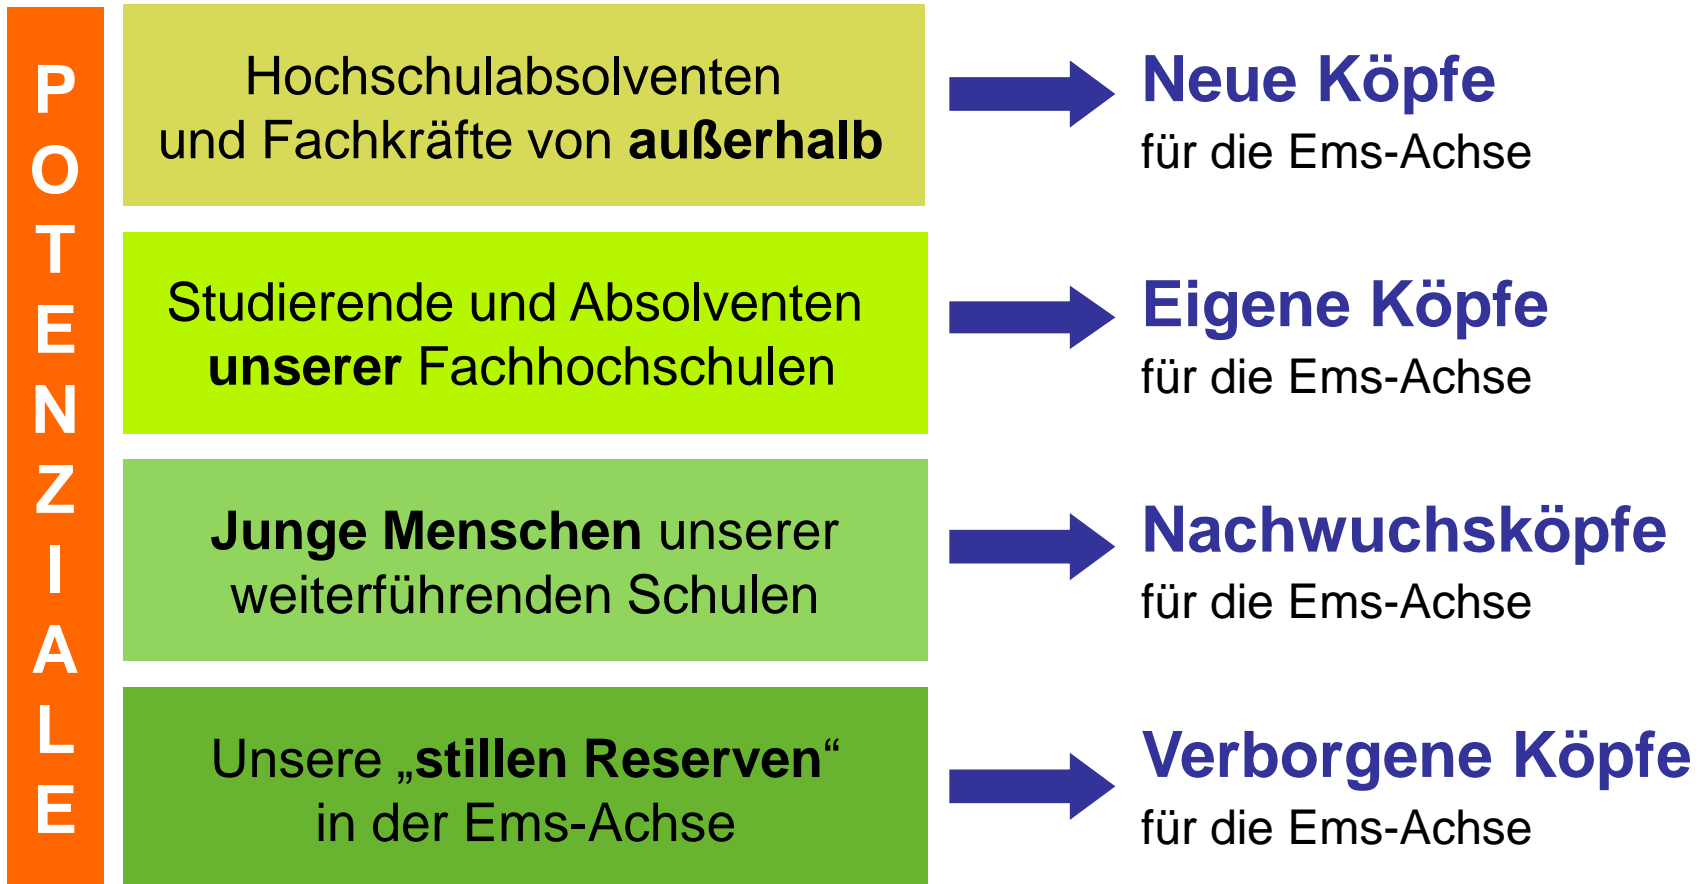 POTENZIALE
Hochschulabsolventen
und Fachkräfte von außerhalb
Neue Köpfe
für die Ems-Achse
Studierende und Absolventen
unserer Fachhochschulen
Eigene Köpfe
für die Ems-Achse
Junge Menschen unserer
weiterführenden Schulen
Nachwuchsköpfe
für die Ems-Achse
Unsere „stillen Reserven“
in der Ems-Achse
Verborgene Köpfe
für die Ems-Achse